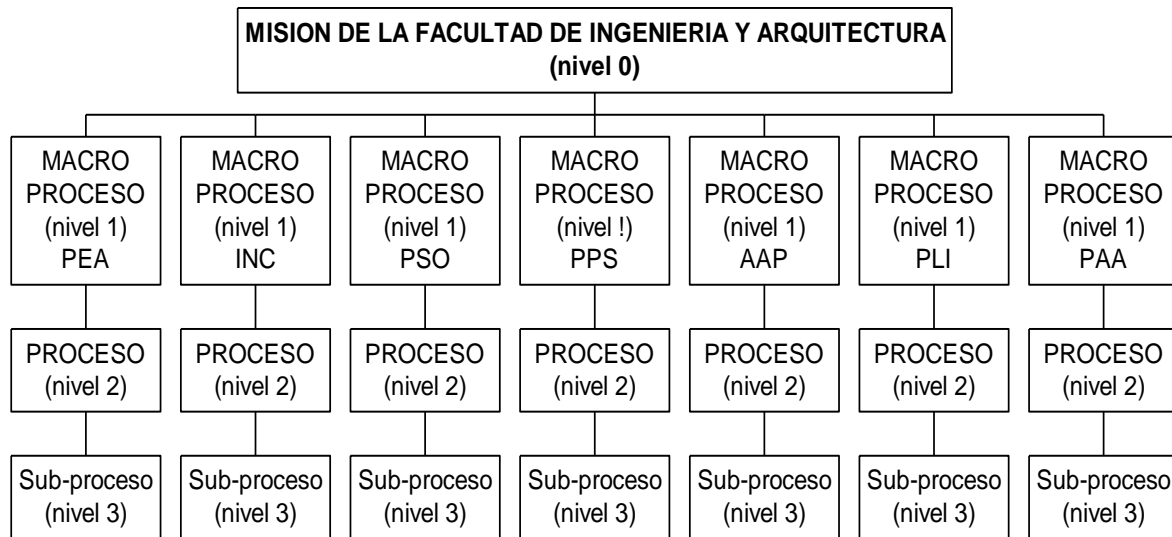 MISION DE LA FACULTAD DE INGENIERIA Y ARQUITECTURA
(nivel 0)
MACRO
PROCESO
(nivel 1)
PEA
MACRO
PROCESO
(nivel 1)
INC
MACRO
PROCESO
(nivel 1)
PSO
MACRO
PROCESO
(nivel !)
PPS
MACRO
PROCESO
(nivel 1)
AAP
MACRO
PROCESO
(nivel 1)
PLI
MACRO
PROCESO
(nivel 1)
PAA
PROCESO
(nivel 2)
PROCESO
(nivel 2)
PROCESO
(nivel 2)
PROCESO
(nivel 2)
PROCESO
(nivel 2)
PROCESO
(nivel 2)
PROCESO
(nivel 2)
Sub-proceso
(nivel 3)
Sub-proceso
(nivel 3)
Sub-proceso
(nivel 3)
Sub-proceso
(nivel 3)
Sub-proceso
(nivel 3)
Sub-proceso
(nivel 3)
Sub-proceso
(nivel 3)